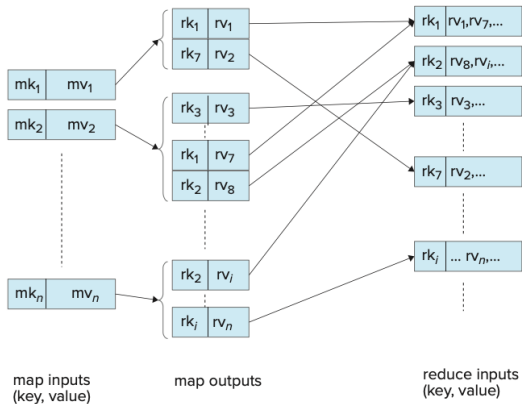 mk₁ mv₁
mk₂ mv₂
mkₙ mvₙ
map inputs
(key, value)
rk₁ rv₁
rk₇ rv₂
rk₃ rv₃
rk₁ rv₇
rk₂ rv₈
rk₂ rvᵢ
rkᵢ rvₙ
map outputs
rk₁ rv₁,rv₇,...
rk₂ rv₈,rvᵢ,...
rk₃ rv₃,...
rk₇ rv₂,...
rkᵢ ... rvₙ,...
reduce inputs
(key, value)